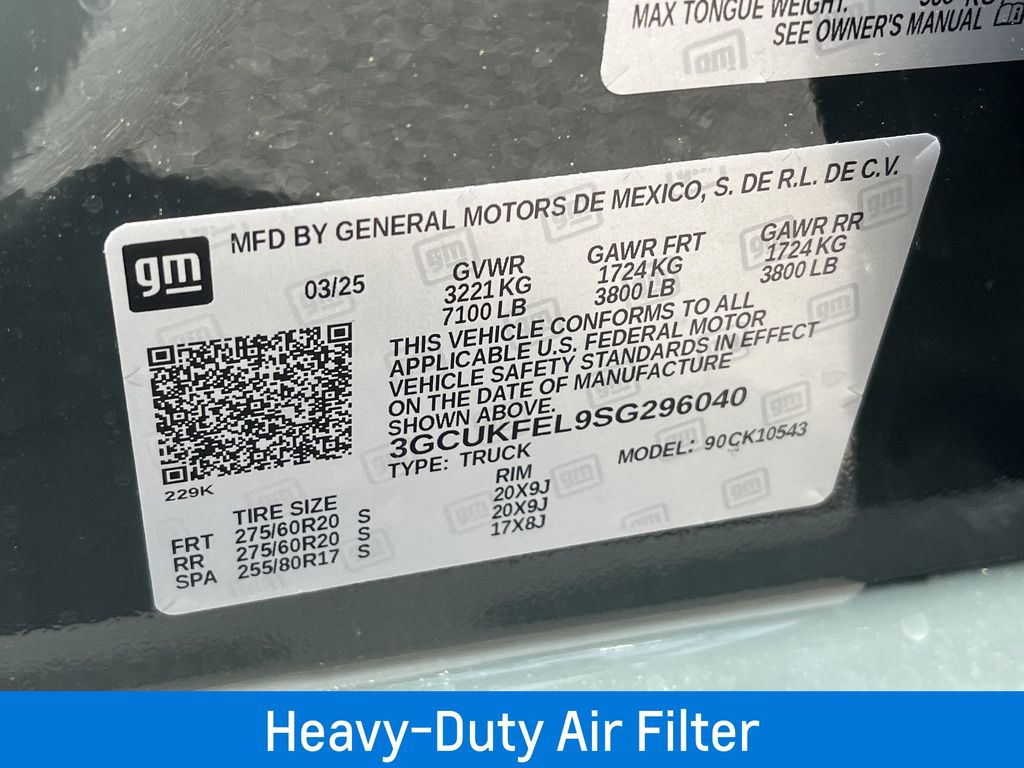 MAX TONGUE WEIGHT:
SEE OWNER'S MANUAL
gm
MFD BY GENERAL MOTORS DE MEXICO, S. DE R.L. DE C.V.
03/25
GVWR
3221 KG
7100 LB
GAWR FRT
1724 KG
3800 LB
GAWR RR
1724 KG
3800 LB
THIS VEHICLE CONFORMS TO ALL
APPLICABLE U.S. FEDERAL MOTOR
VEHICLE SAFETY STANDARDS IN EFFECT
ON THE DATE OF MANUFACTURE
SHOWN ABOVE.
3GCUKFEL9SG296040
TYPE: TRUCK
MODEL: 90CK10543
229K
TIRE SIZE
RIM
FRT 275/60R20 S 20X9J
RR 275/60R20 S 20X9J
SPA 255/80R17 S 17X8J
Heavy-Duty Air Filter